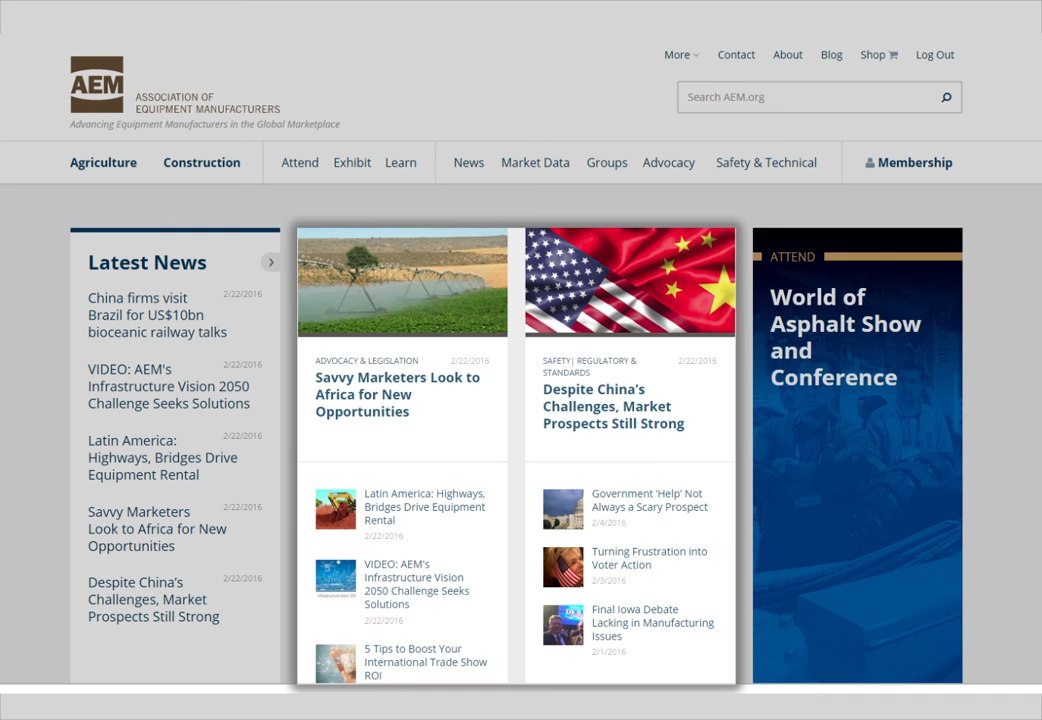 More
Contact
About
Blog
Shop
Log Out
AEM
ASSOCIATION OF
EQUIPMENT MANUFACTURERS
Advancing Equipment Manufacturers in the Global Marketplace
Search AEM.org
Agriculture
Construction
Attend
Exhibit
Learn
News
Market Data
Groups
Advocacy
Safety & Technical
Membership
Latest News
China firms visit
Brazil for US$10bn
bioceanic railway talks
2/22/2016
VIDEO: AEM's
Infrastructure Vision 2050
Challenge Seeks Solutions
2/22/2016
Latin America:
Highways, Bridges Drive
Equipment Rental
2/22/2016
Savvy Marketers
Look to Africa for New
Opportunities
2/22/2016
Despite China's
Challenges, Market
Prospects Still Strong
2/22/2016
ADVOCACY & LEGISLATION
2/22/2016
Savvy Marketers Look to
Africa for New
Opportunities
Latin America: Highways,
Bridges Drive Equipment
Rental
2/22/2016
VIDEO: AEM's
Infrastructure Vision
2050 Challenge Seeks
Solutions
2/22/2016
5 Tips to Boost Your
International Trade Show
ROI
SAFETY| REGULATORY &
STANDARDS
2/22/2016
Despite China's
Challenges, Market
Prospects Still Strong
Government 'Help' Not
Always a Scary Prospect
2/4/2016
Turning Frustration into
Voter Action
2/3/2016
Final Iowa Debate
Lacking in Manufacturing
Issues
2/1/2016
ATTEND
World of
Asphalt Show
and
Conference